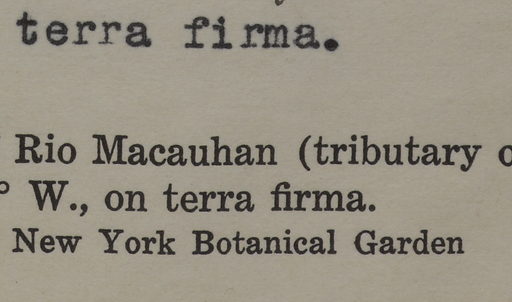 terra firma.
Rio Macauhan (tributary
° W., on terra firma.
New York Botanical Garden